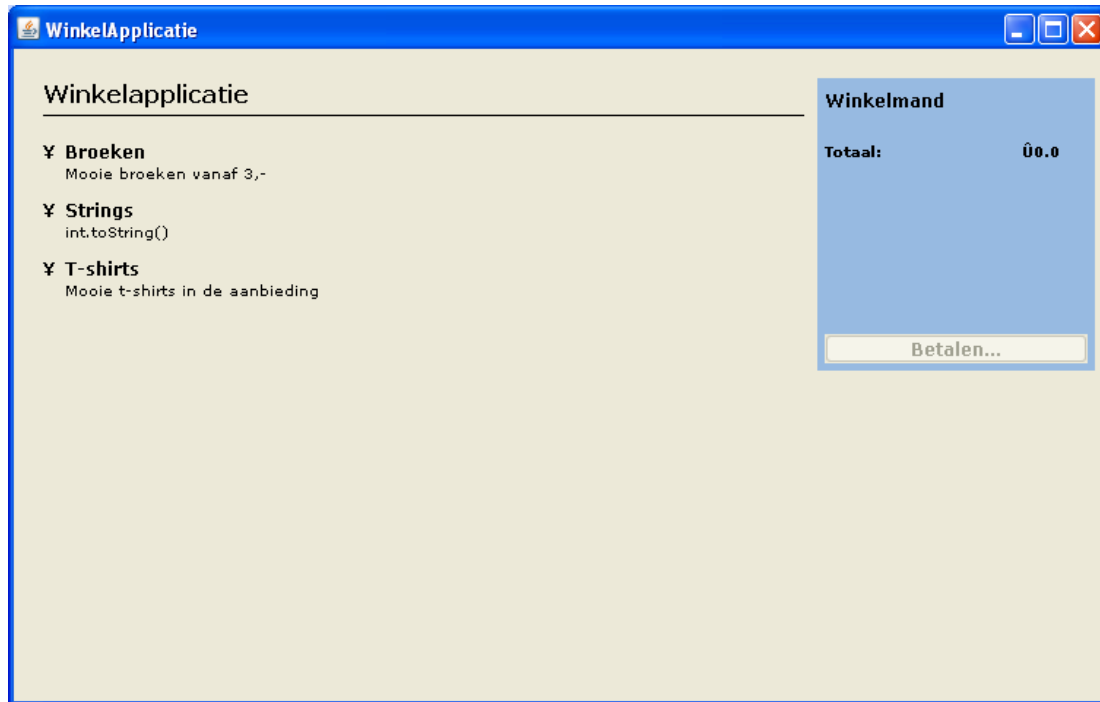 WinkelApplicatie
Winkelapplicatie
¥ Broeken
Mooie broeken vanaf 3,-
¥ Strings
int.toString()
¥ T-shirts
Mooie t-shirts in de aanbieding
Winkelmand
Totaal: Û0.0
Betalen...